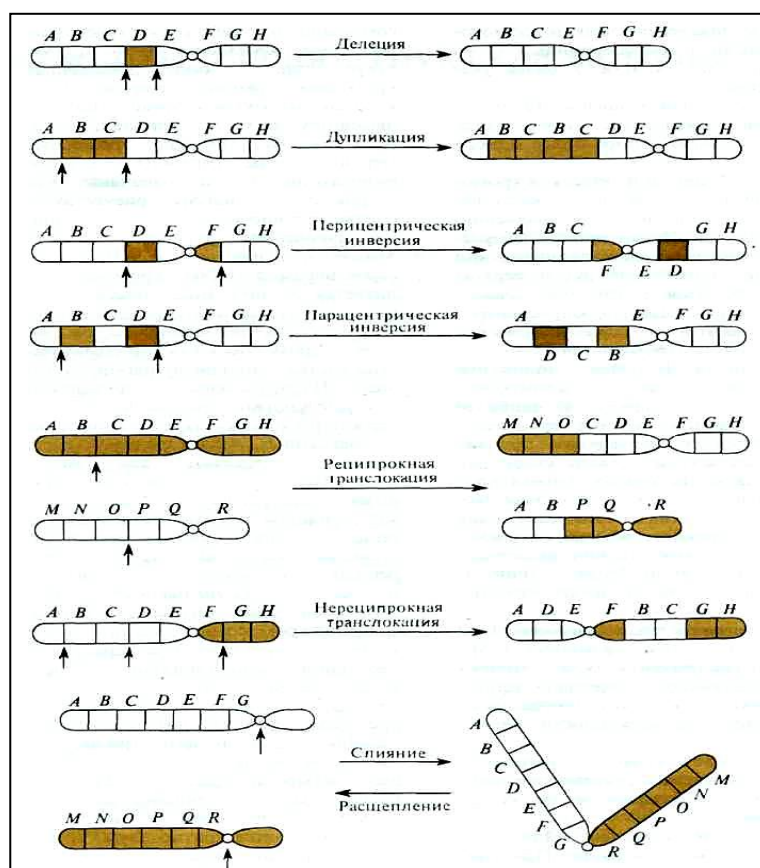 A B C D E F G H
Делеция
A B C E F G H
A B C D E F G H
Дупликация
A B C B C D E F G H
A B C D E F G H
Перицентрическая
инверсия
A B C G H
F E D
A B C D E F G H
Парацентрическая
инверсия
A E F G H
D C B
A B C D E F G H
M N O C D E F G H
Реципрокная
транслокация
M N O P Q R
A B P Q R
A B C D E F G H
Нереципрокная
транслокация
A D E F B C G H
A B C D E F G
Слияние
Расщепление
A B C D E F G
R Q P O N M
M N O P Q R